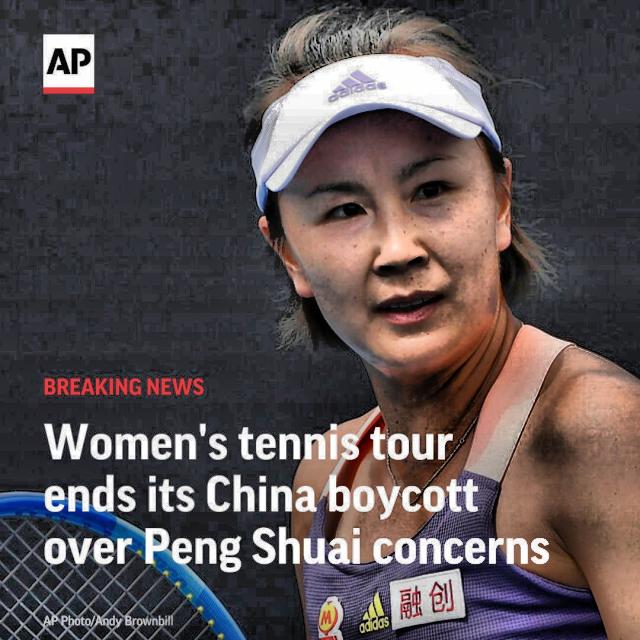 AP
adidas
BREAKING NEWS
Women's tennis tour
ends its China boycott
over Peng Shuai concerns
adidas
融创
AP Photo/Andy Brownbill